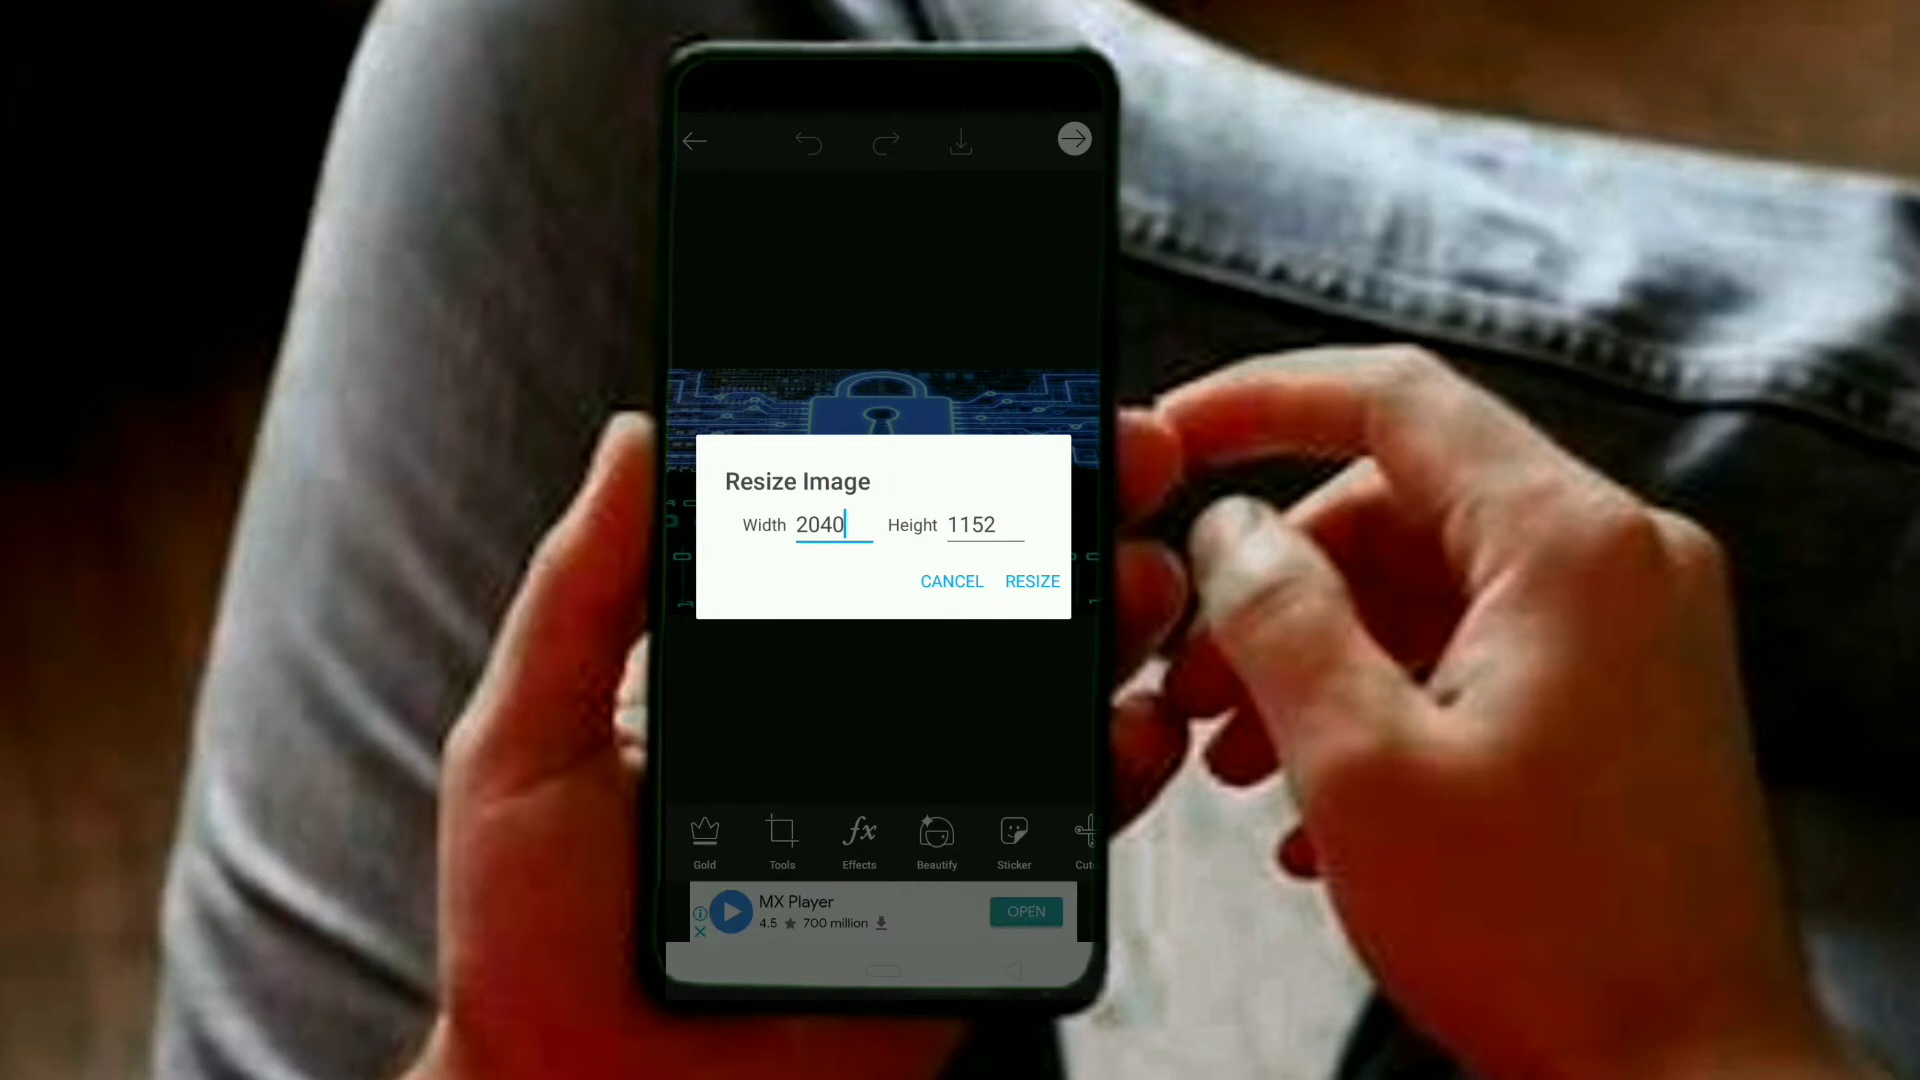 Resize Image
Width 2040 Height 1152
CANCEL RESIZE
Gold Tools Effects Beautify Sticker
MX Player
4.5 700 million
OPEN